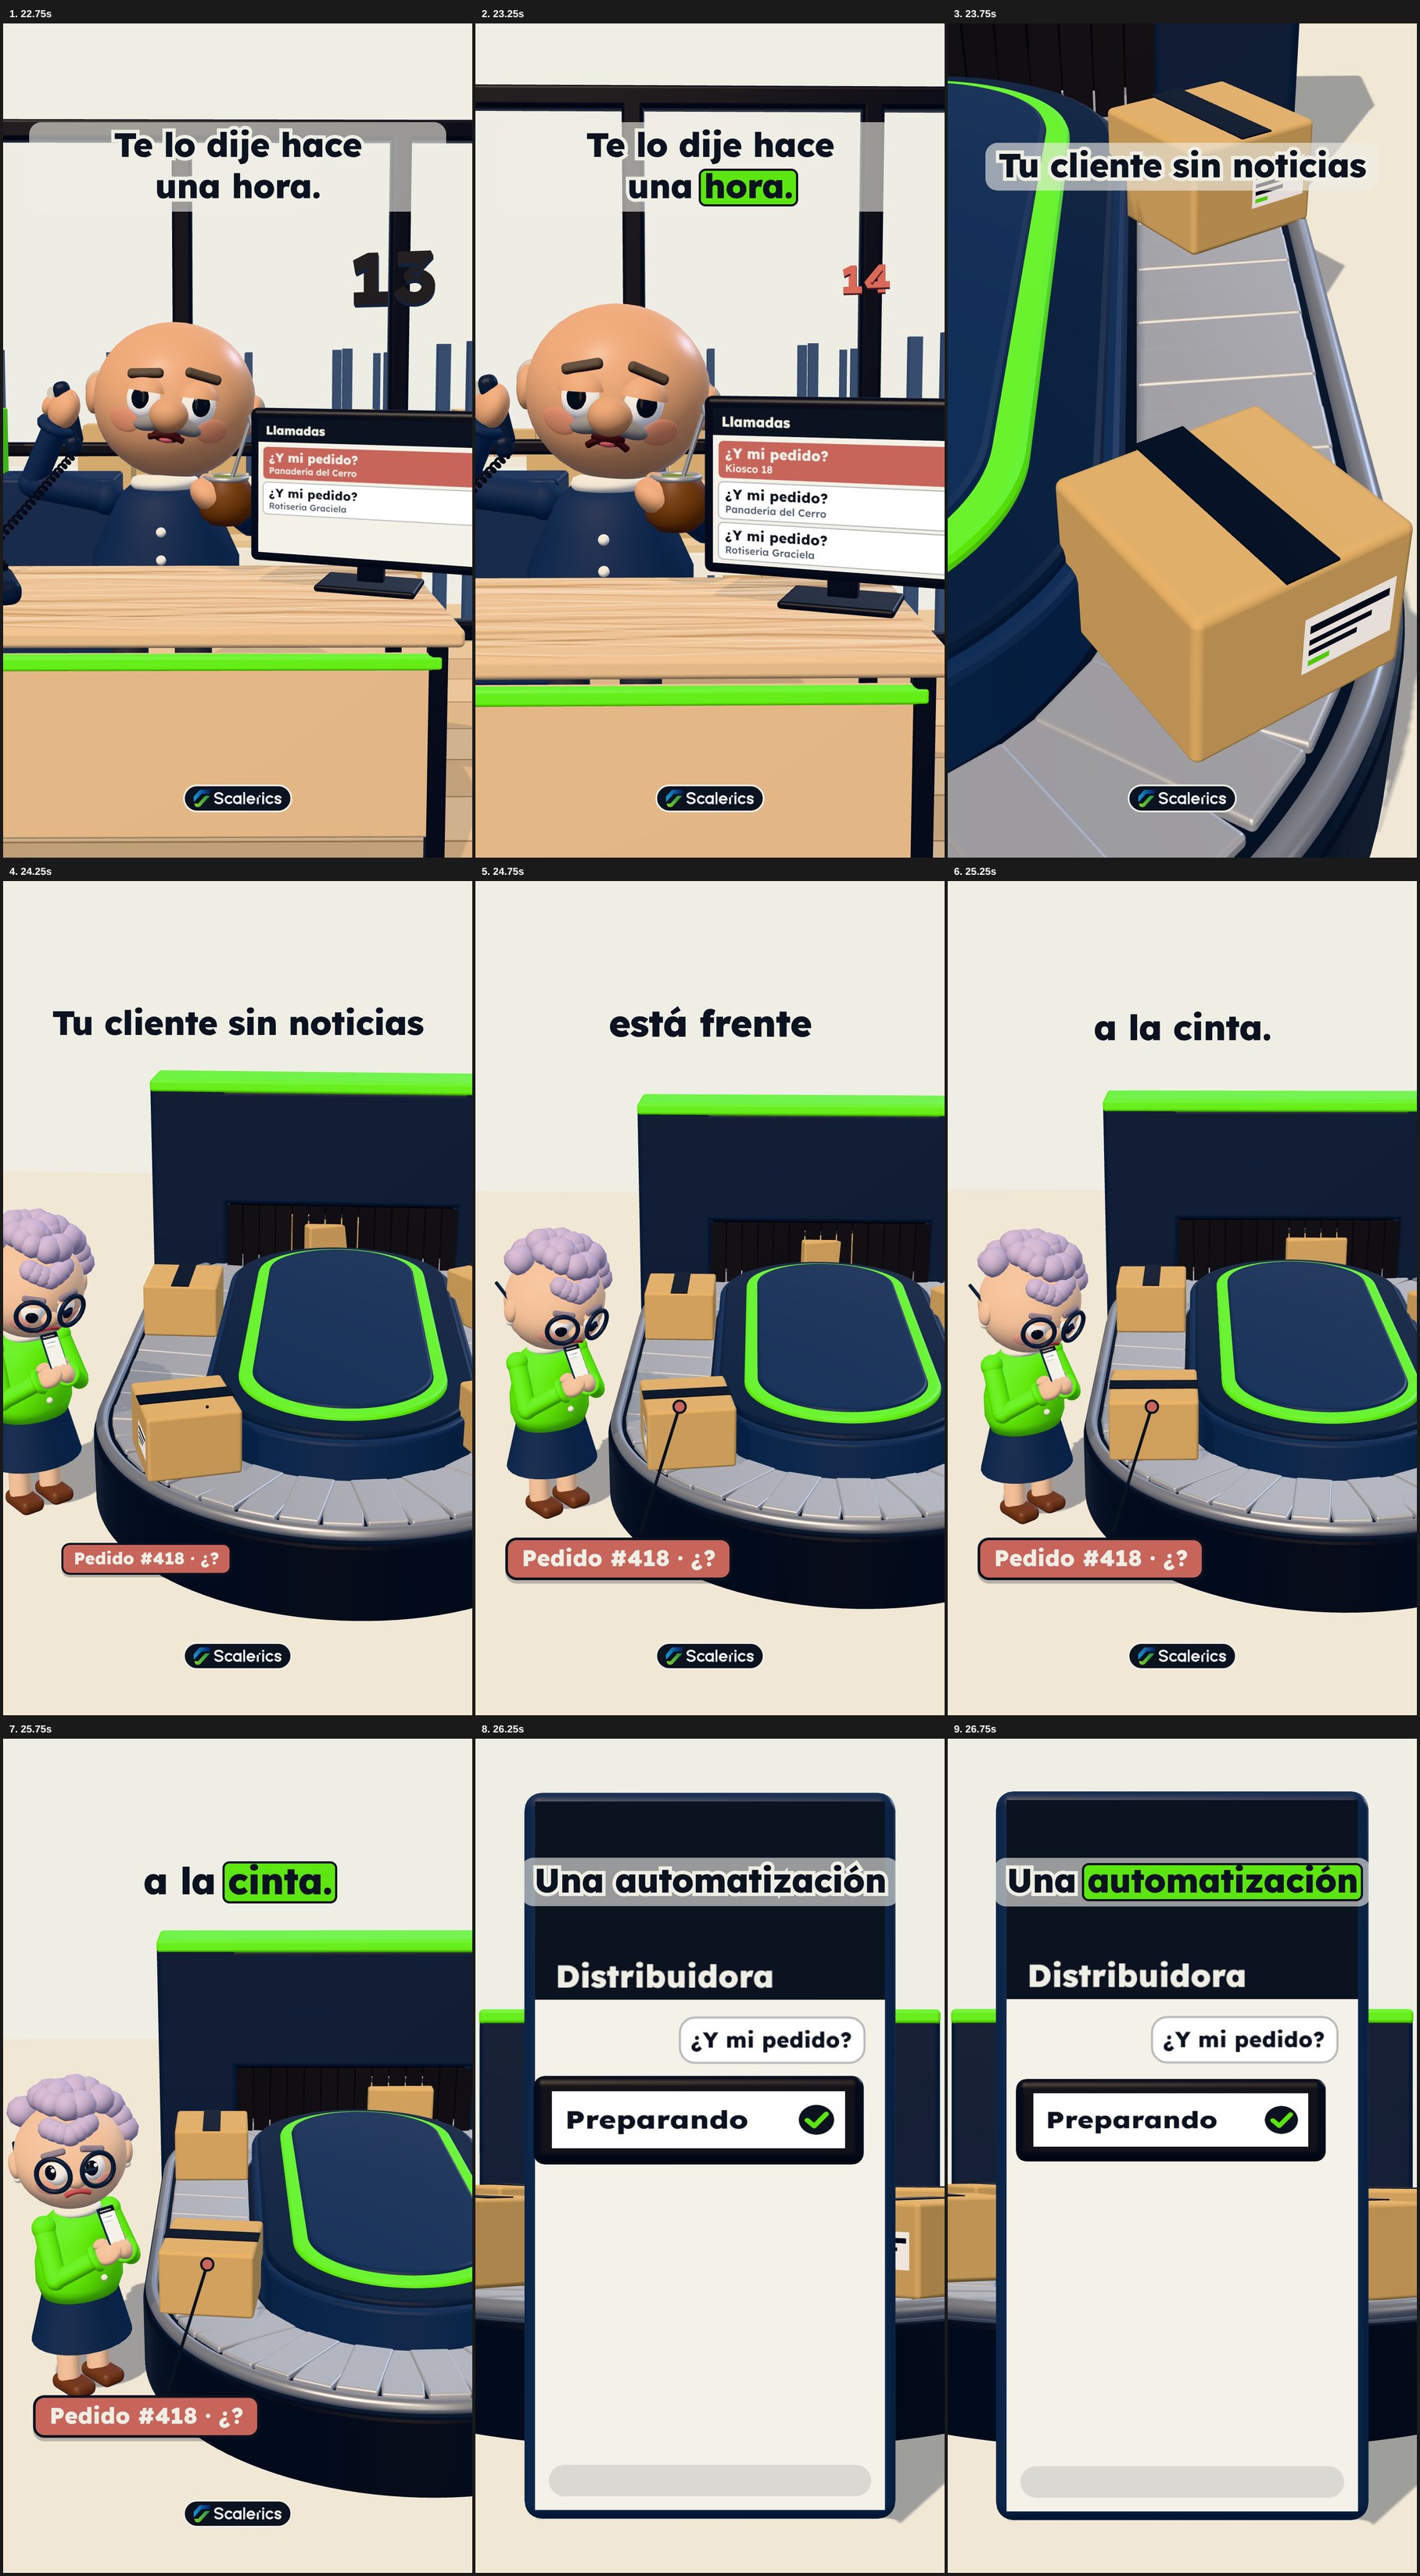 1. 22.75s
Te lo dije hace
una hora.
13
Llamadas
¿Y mi pedido?
Panadería del Cerro
¿Y mi pedido?
Rotisería Graciela
Scalerics
2. 23.25s
Te lo dije hace
una hora.
14
Llamadas
¿Y mi pedido?
Kiosco 18
¿Y mi pedido?
Panadería del Cerro
¿Y mi pedido?
Rotisería Graciela
Scalerics
3. 23.75s
Tu cliente sin noticias
Scalerics
4. 24.25s
Tu cliente sin noticias
Pedido #418 · ¿?
Scalerics
5. 24.75s
está frente
Pedido #418 · ¿?
Scalerics
6. 25.25s
a la cinta.
Pedido #418 · ¿?
Scalerics
7. 25.75s
a la cinta.
Pedido #418 · ¿?
Scalerics
8. 26.25s
Una automatización
Distribuidora
¿Y mi pedido?
Preparando
9. 26.75s
Una automatización
Distribuidora
¿Y mi pedido?
Preparando